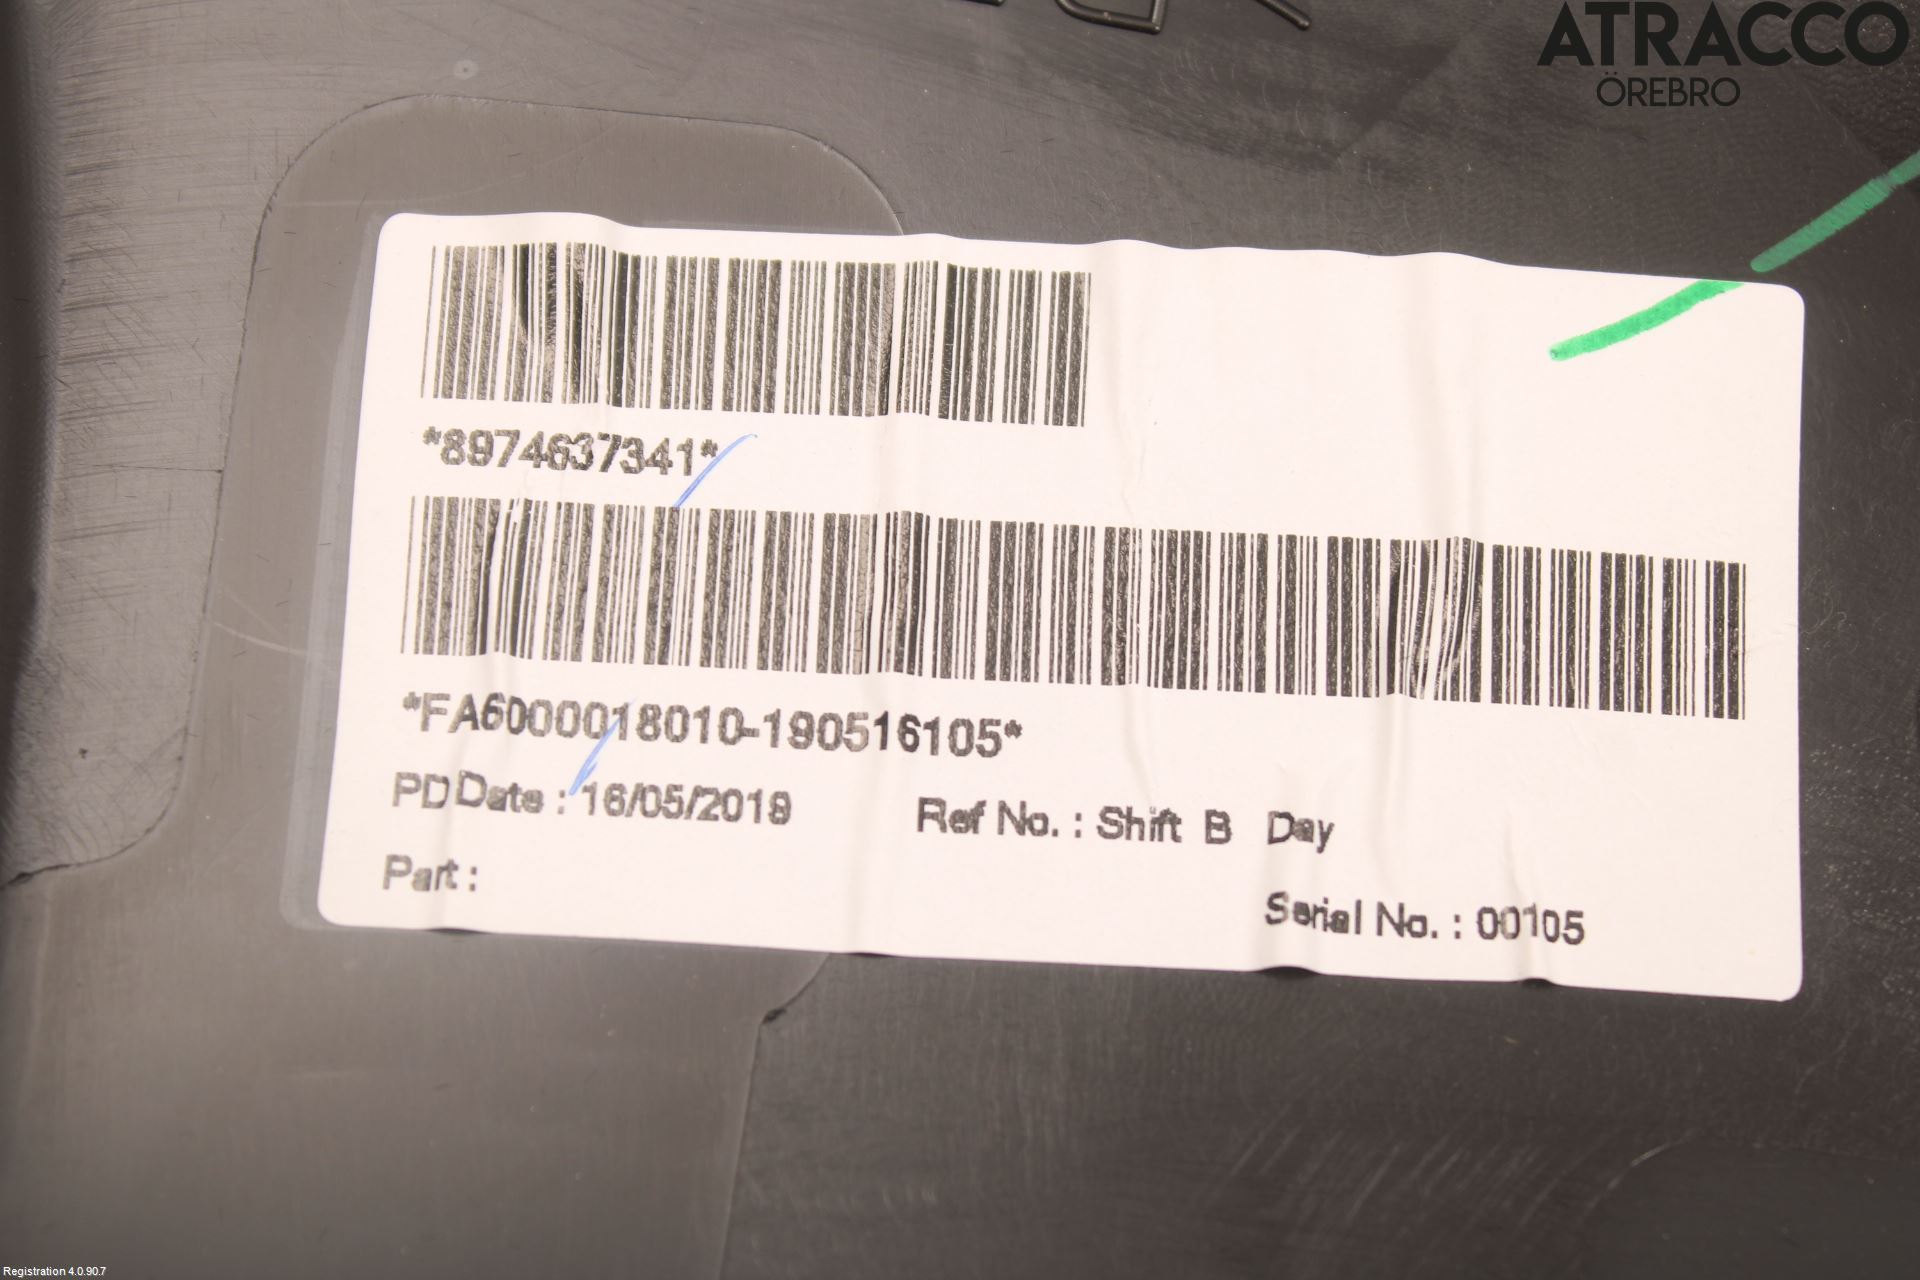 ATRACCO
ÖREBRO
*8974637341*
*FA6000018010-190516105*
PD Date : 16/05/2019
Ref No. : Shift B Day
Part :
Serial No. : 00105
Registration 4.0.90.7